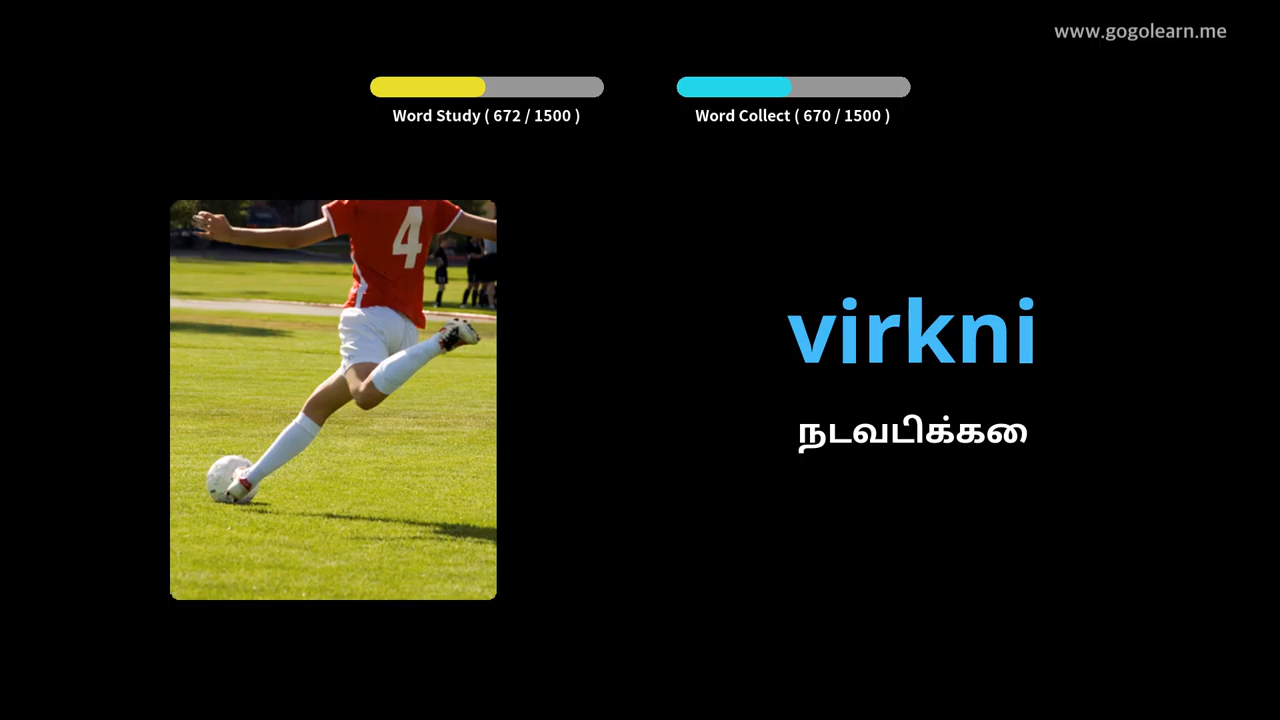 www.gogolearn.me
Word Study ( 672 / 1500 )
Word Collect ( 670 / 1500 )
4
virkni
நடவடிக்கை